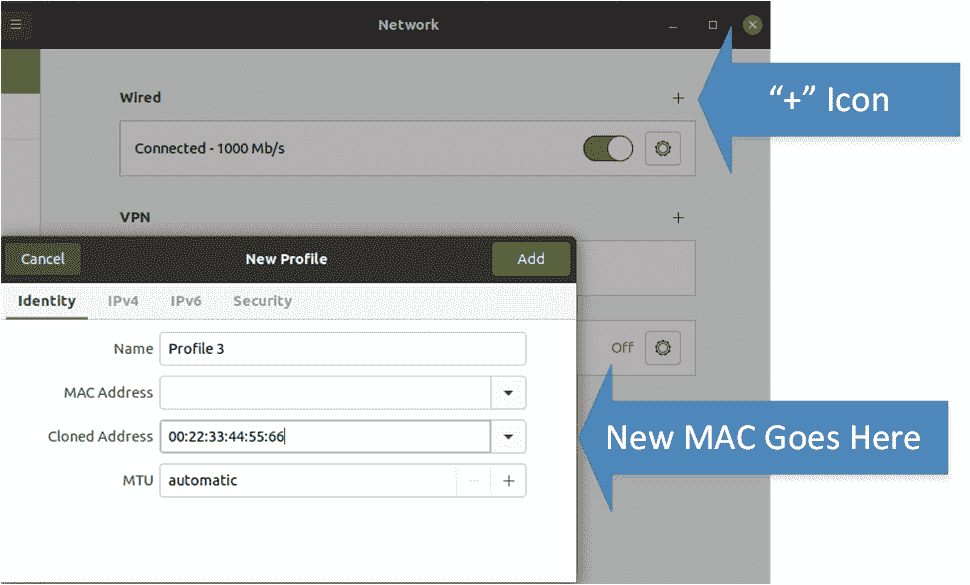 Network
Wired
+
“+” Icon
Connected - 1000 Mb/s
VPN
+
Cancel
New Profile
Add
Identity IPv4 IPv6 Security
Name Profile 3
Off
MAC Address
Cloned Address 00:22:33:44:55:66
New MAC Goes Here
MTU automatic - +